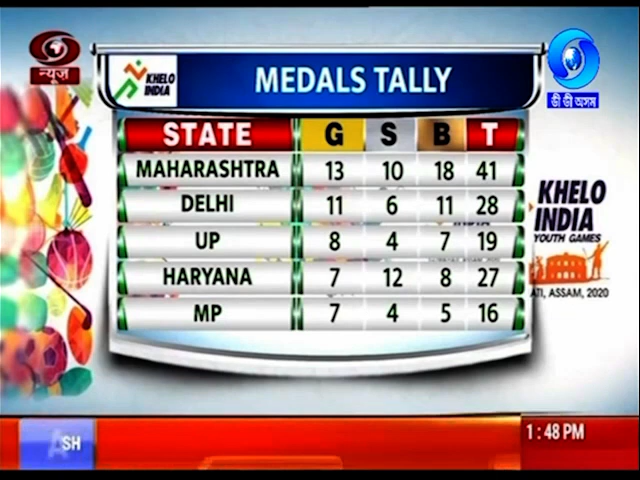 न्यूज़
KHELO
INDIA
MEDALS TALLY
ডী ডী অসম
STATE G S B T
MAHARASHTRA 13 10 18 41
DELHI 11 6 11 28
UP 8 4 7 19
HARYANA 7 12 8 27
MP 7 4 5 16
KHELO
INDIA
YOUTH GAMES
ATI, ASSAM, 2020
ASH
1:48 PM